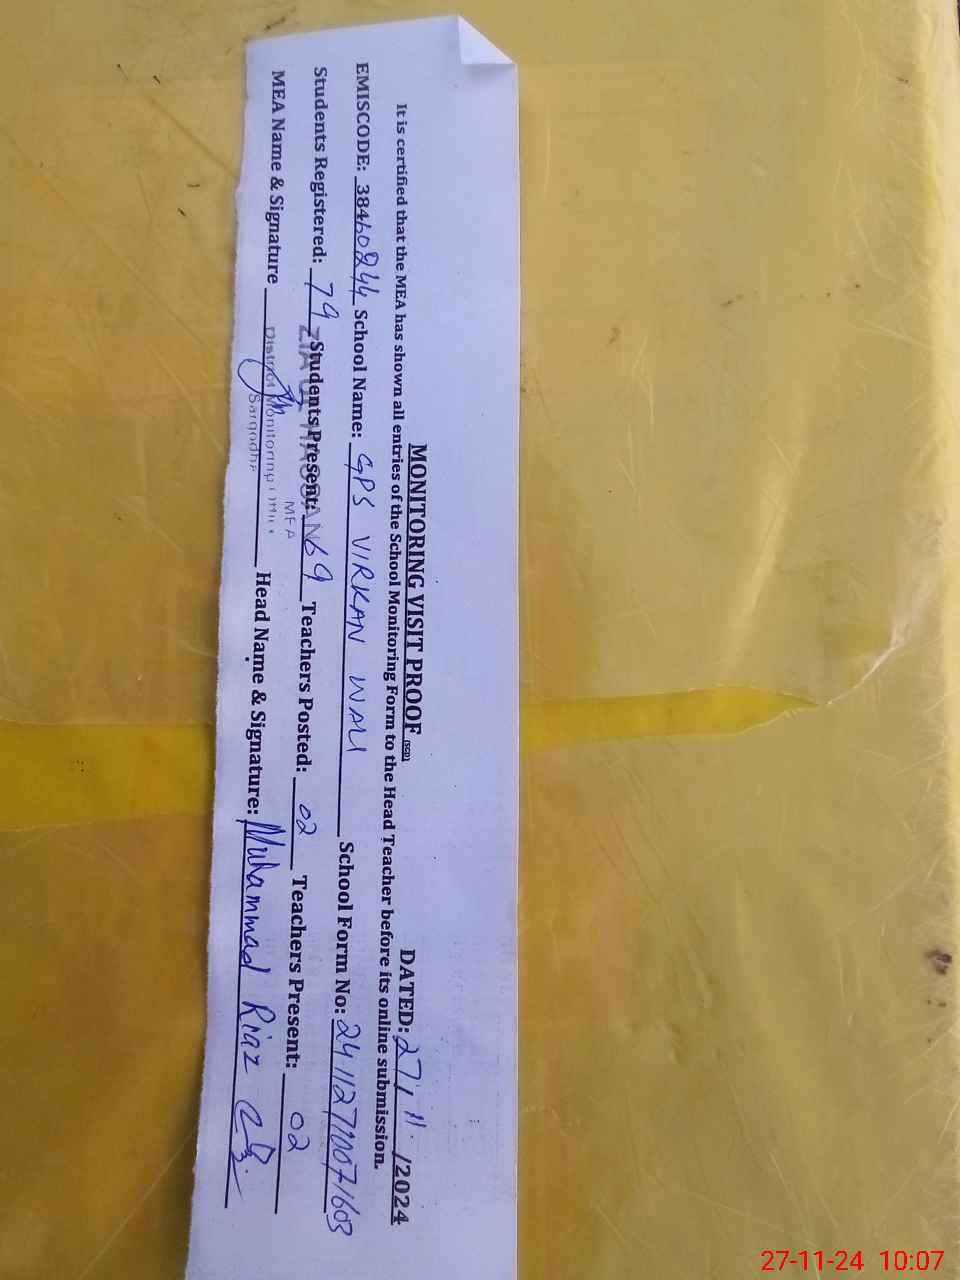 MONITORING VISIT PROOF (SED) DATED: 27/11/2024
It is certified that the MEA has shown all entries of the School Monitoring Form to the Head Teacher before its online submission.
EMISCODE: 38460244 School Name: GPS VIRKAN WALI School Form No:
Students Registered: 79 Students Present: 69 Teachers Posted: 02 Teachers Present: 02
ZIA UL HASSAN
MEA
MEA Name & Signature Head Name & Signature: Muhammad Riaz
District Monitoring Office
Sargodha
27-11-24 10:07